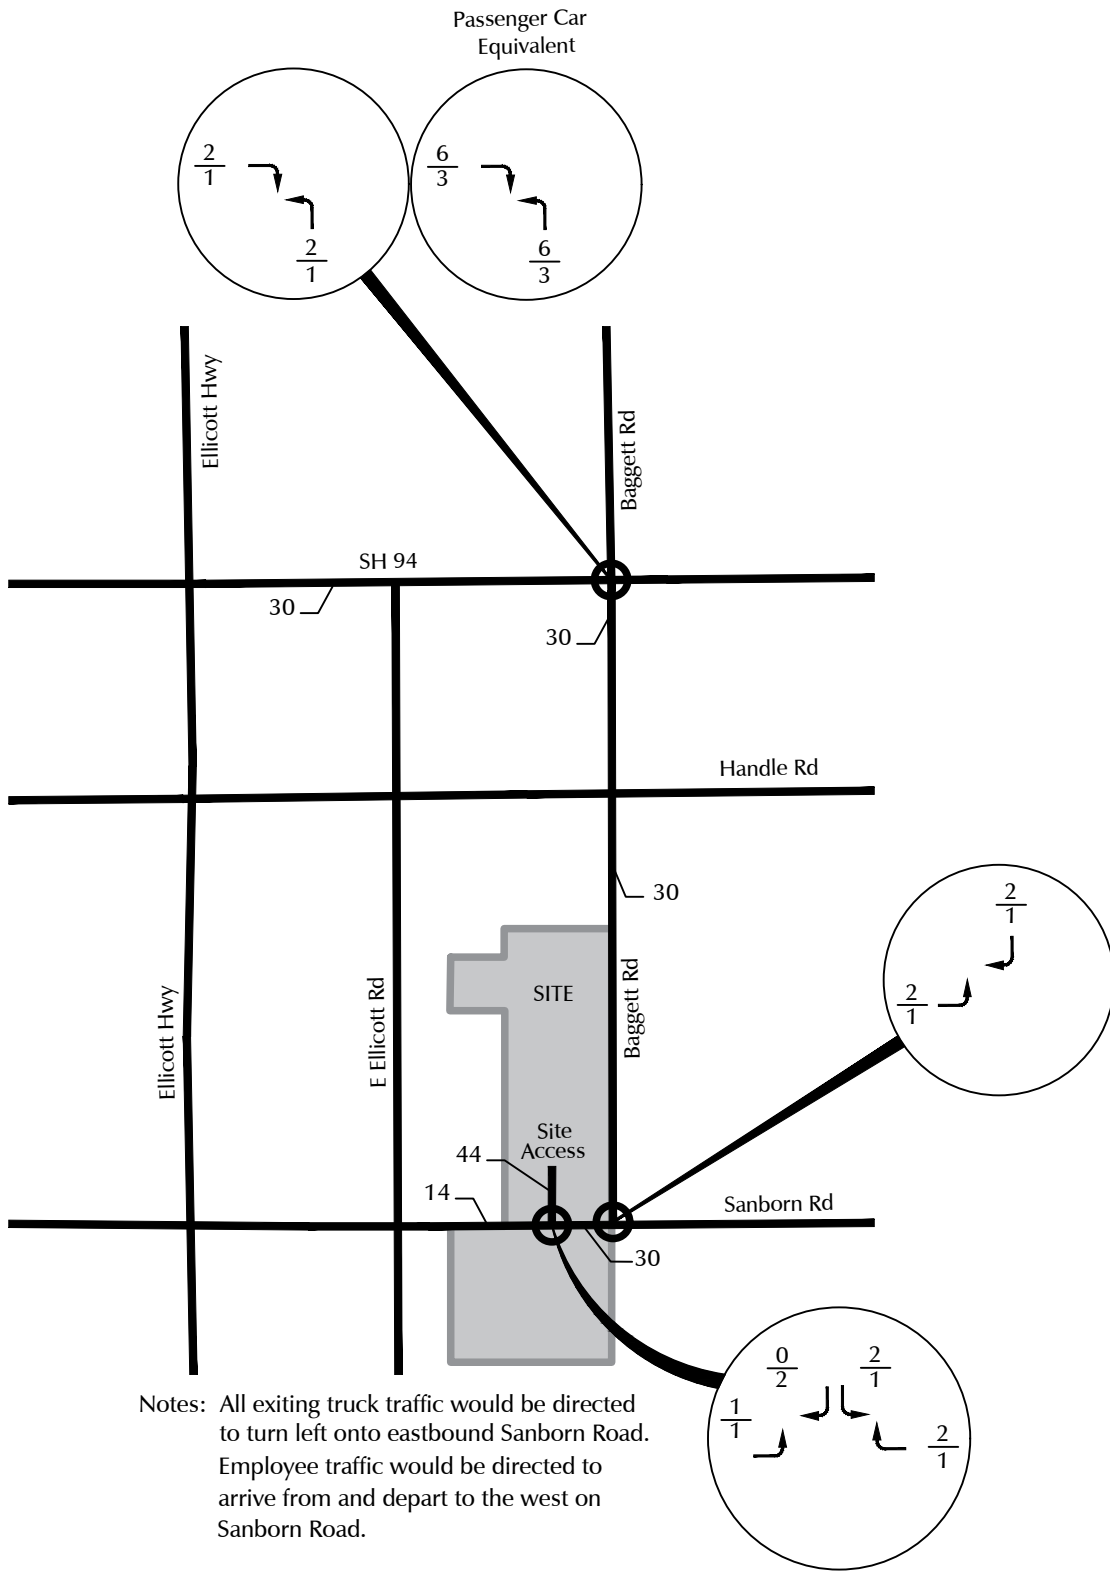 Passenger Car
Equivalent
2
1
2
1
6
3
6
3
Ellicott Hwy
Baggett Rd
SH 94
30
30
Handle Rd
30
2
1
2
1
SITE
Ellicott Hwy
E Ellicott Rd
Baggett Rd
Site
Access
44
14
Sanborn Rd
30
0
2
2
1
1
1
2
1
Notes: All exiting truck traffic would be directed
to turn left onto eastbound Sanborn Road.
Employee traffic would be directed to
arrive from and depart to the west on
Sanborn Road.